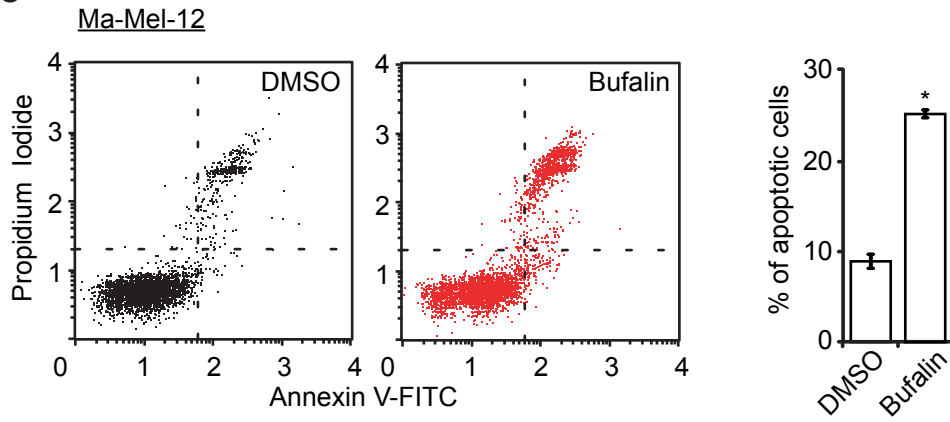 Ma-Mel-12
Propidium Iodide
4
3
2
1
0 1 2 3 4
DMSO
4
3
2
1
0 1 2 3 4
Bufalin
Annexin V-FITC
% of apoptotic cells
30
20
10
0
*
DMSO
Bufalin